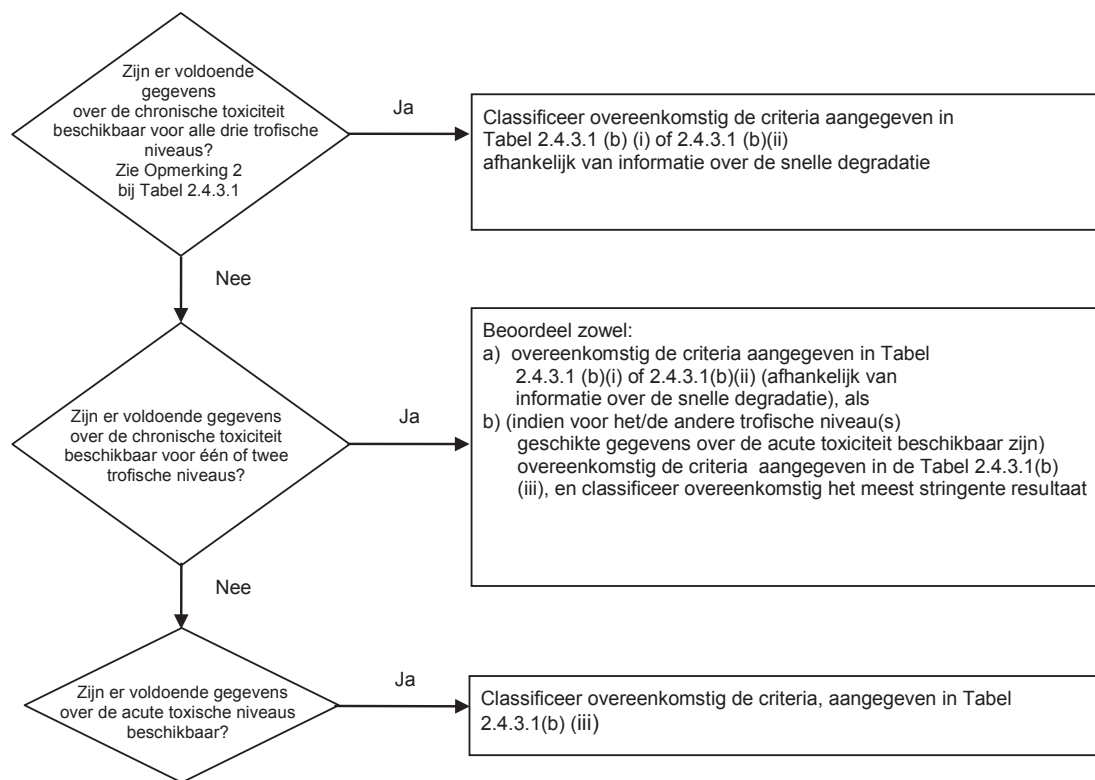 Zijn er voldoende
gegevens
over de chronische toxiciteit
beschikbaar voor alle drie trofische
niveaus?
Zie Opmerking 2
bij Tabel 2.4.3.1
Ja
Classificeer overeenkomstig de criteria aangegeven in
Tabel 2.4.3.1 (b) (i) of 2.4.3.1 (b)(ii)
afhankelijk van informatie over de snelle degradatie
Nee
Zijn er voldoende gegevens
over de chronische toxiciteit
beschikbaar voor één of twee
trofische niveaus?
Ja
Beoordeel zowel:
a) overeenkomstig de criteria aangegeven in Tabel
2.4.3.1 (b)(i) of 2.4.3.1(b)(ii) (afhankelijk van
informatie over de snelle degradatie), als
b) (indien voor het/de andere trofische niveau(s)
geschikte gegevens over de acute toxiciteit beschikbaar zijn)
overeenkomstig de criteria aangegeven in de Tabel 2.4.3.1(b)
(iii), en classificeer overeenkomstig het meest stringente resultaat
Nee
Zijn er voldoende gegevens
over de acute toxische niveaus
beschikbaar?
Ja
Classificeer overeenkomstig de criteria, aangegeven in Tabel
2.4.3.1(b) (iii)